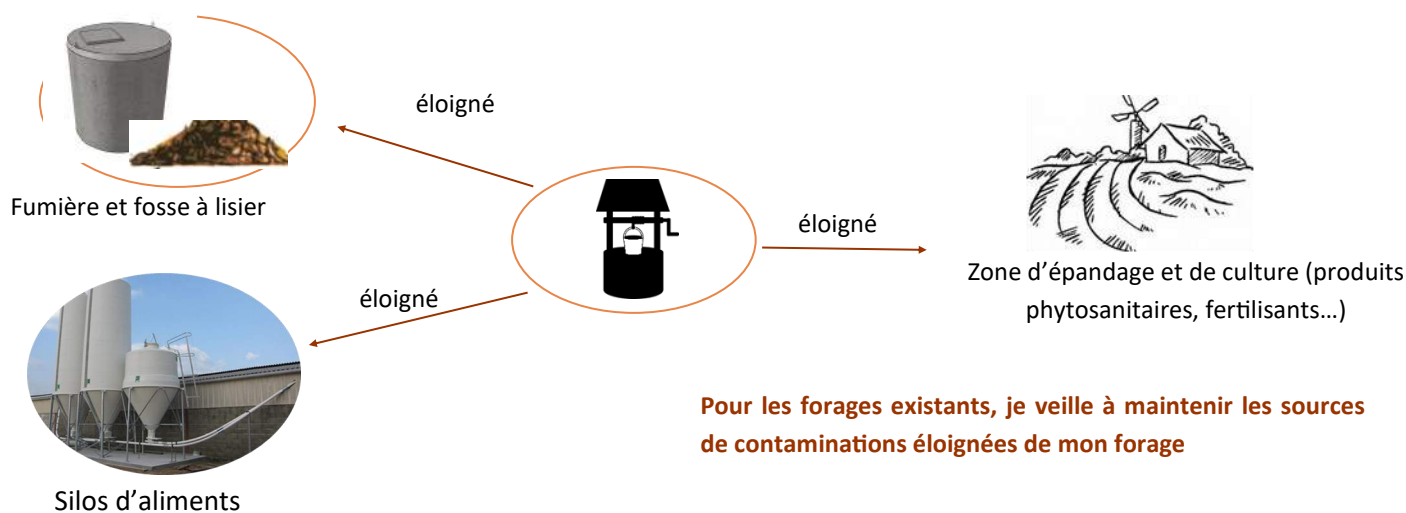 éloigné
Fumière et fosse à lisier
éloigné
Zone d’épandage et de culture (produits
phytosanitaires, fertilisants…)
éloigné
Silos d’aliments
Pour les forages existants, je veille à maintenir les sources
de contaminations éloignées de mon forage